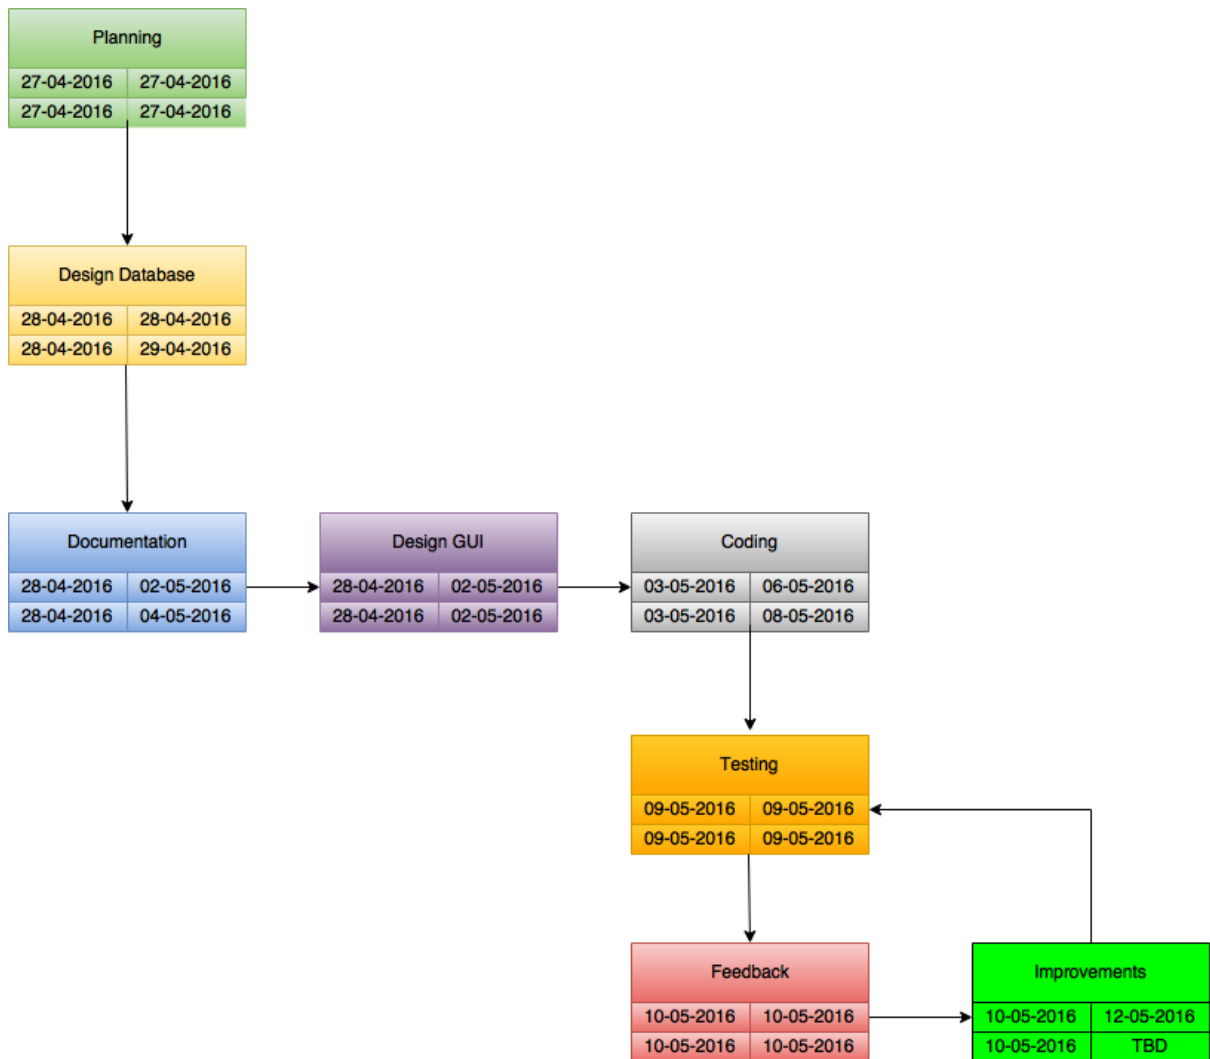 Planning
27-04-2016 27-04-2016
27-04-2016 27-04-2016
Design Database
28-04-2016 28-04-2016
28-04-2016 29-04-2016
Documentation
28-04-2016 02-05-2016
28-04-2016 04-05-2016
Design GUI
28-04-2016 02-05-2016
28-04-2016 02-05-2016
Coding
03-05-2016 06-05-2016
03-05-2016 08-05-2016
Testing
09-05-2016 09-05-2016
09-05-2016 09-05-2016
Feedback
10-05-2016 10-05-2016
10-05-2016 10-05-2016
Improvements
10-05-2016 12-05-2016
10-05-2016 TBD